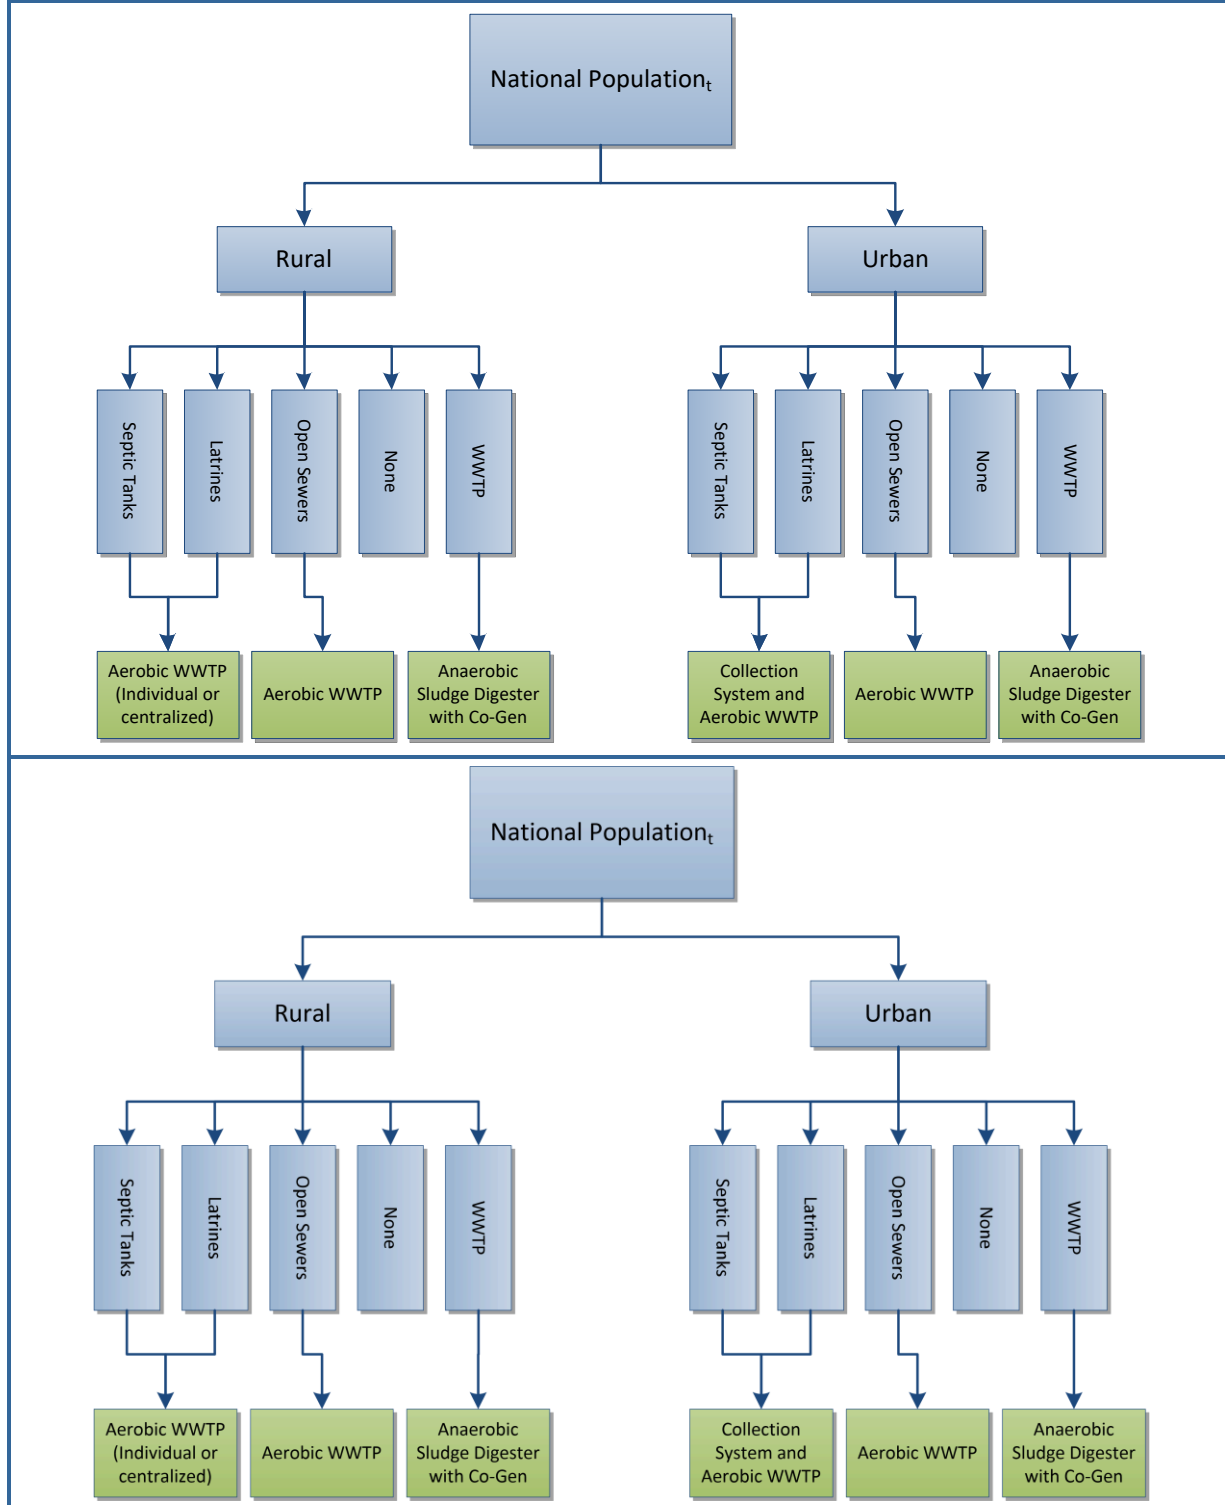 National Populationt
Rural
Urban
Septic Tanks
Latrines
Open Sewers
None
WWTP
Septic Tanks
Latrines
Open Sewers
None
WWTP
Aerobic WWTP
(Individual or
centralized)
Aerobic WWTP
Anaerobic
Sludge Digester
with Co-Gen
Collection
System and
Aerobic WWTP
Aerobic WWTP
Anaerobic
Sludge Digester
with Co-Gen
National Populationt
Rural
Urban
Septic Tanks
Latrines
Open Sewers
None
WWTP
Septic Tanks
Latrines
Open Sewers
None
WWTP
Aerobic WWTP
(Individual or
centralized)
Aerobic WWTP
Anaerobic
Sludge Digester
with Co-Gen
Collection
System and
Aerobic WWTP
Aerobic WWTP
Anaerobic
Sludge Digester
with Co-Gen